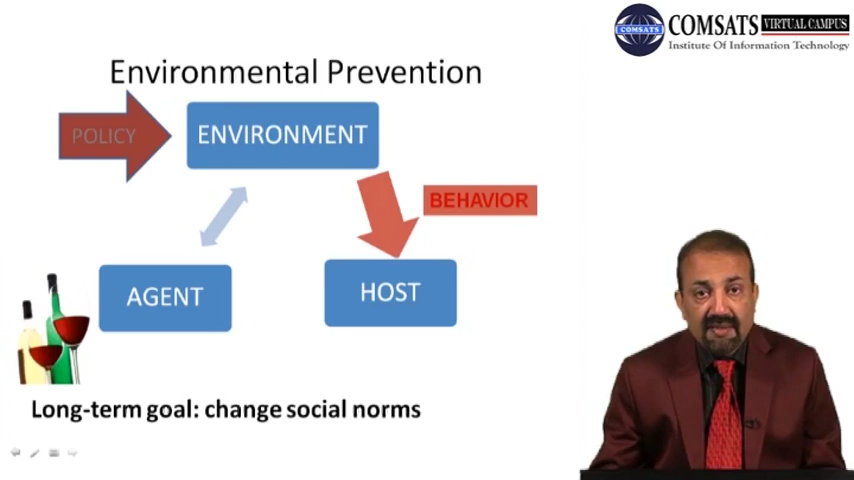 COMSATS VIRTUAL CAMPUS
COMSATS
Institute Of Information Technology
Environmental Prevention
POLICY
ENVIRONMENT
BEHAVIOR
AGENT
HOST
Long-term goal: change social norms